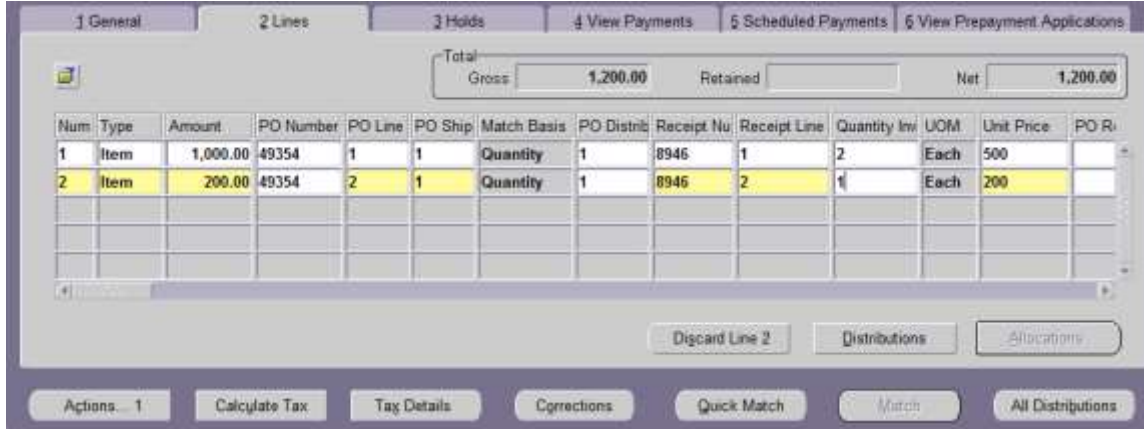 1 General 2 Lines 3 Holds 4 View Payments 5 Scheduled Payments 6 View Prepayment Applications
Total
Gross 1,200.00 Retained Net 1,200.00
Num Type Amount PO Number PO Line PO Ship Match Basis PO Distrib Receipt Nu Receipt Line Quantity Inv UOM Unit Price PO R
1 Item 1,000.00 49354 1 1 Quantity 1 8946 1 2 Each 500
2 Item 200.00 49354 2 1 Quantity 1 8946 2 1 Each 200
Discard Line 2 Distributions Allocations
Actions... 1 Calculate Tax Tax Details Corrections Quick Match Match All Distributions